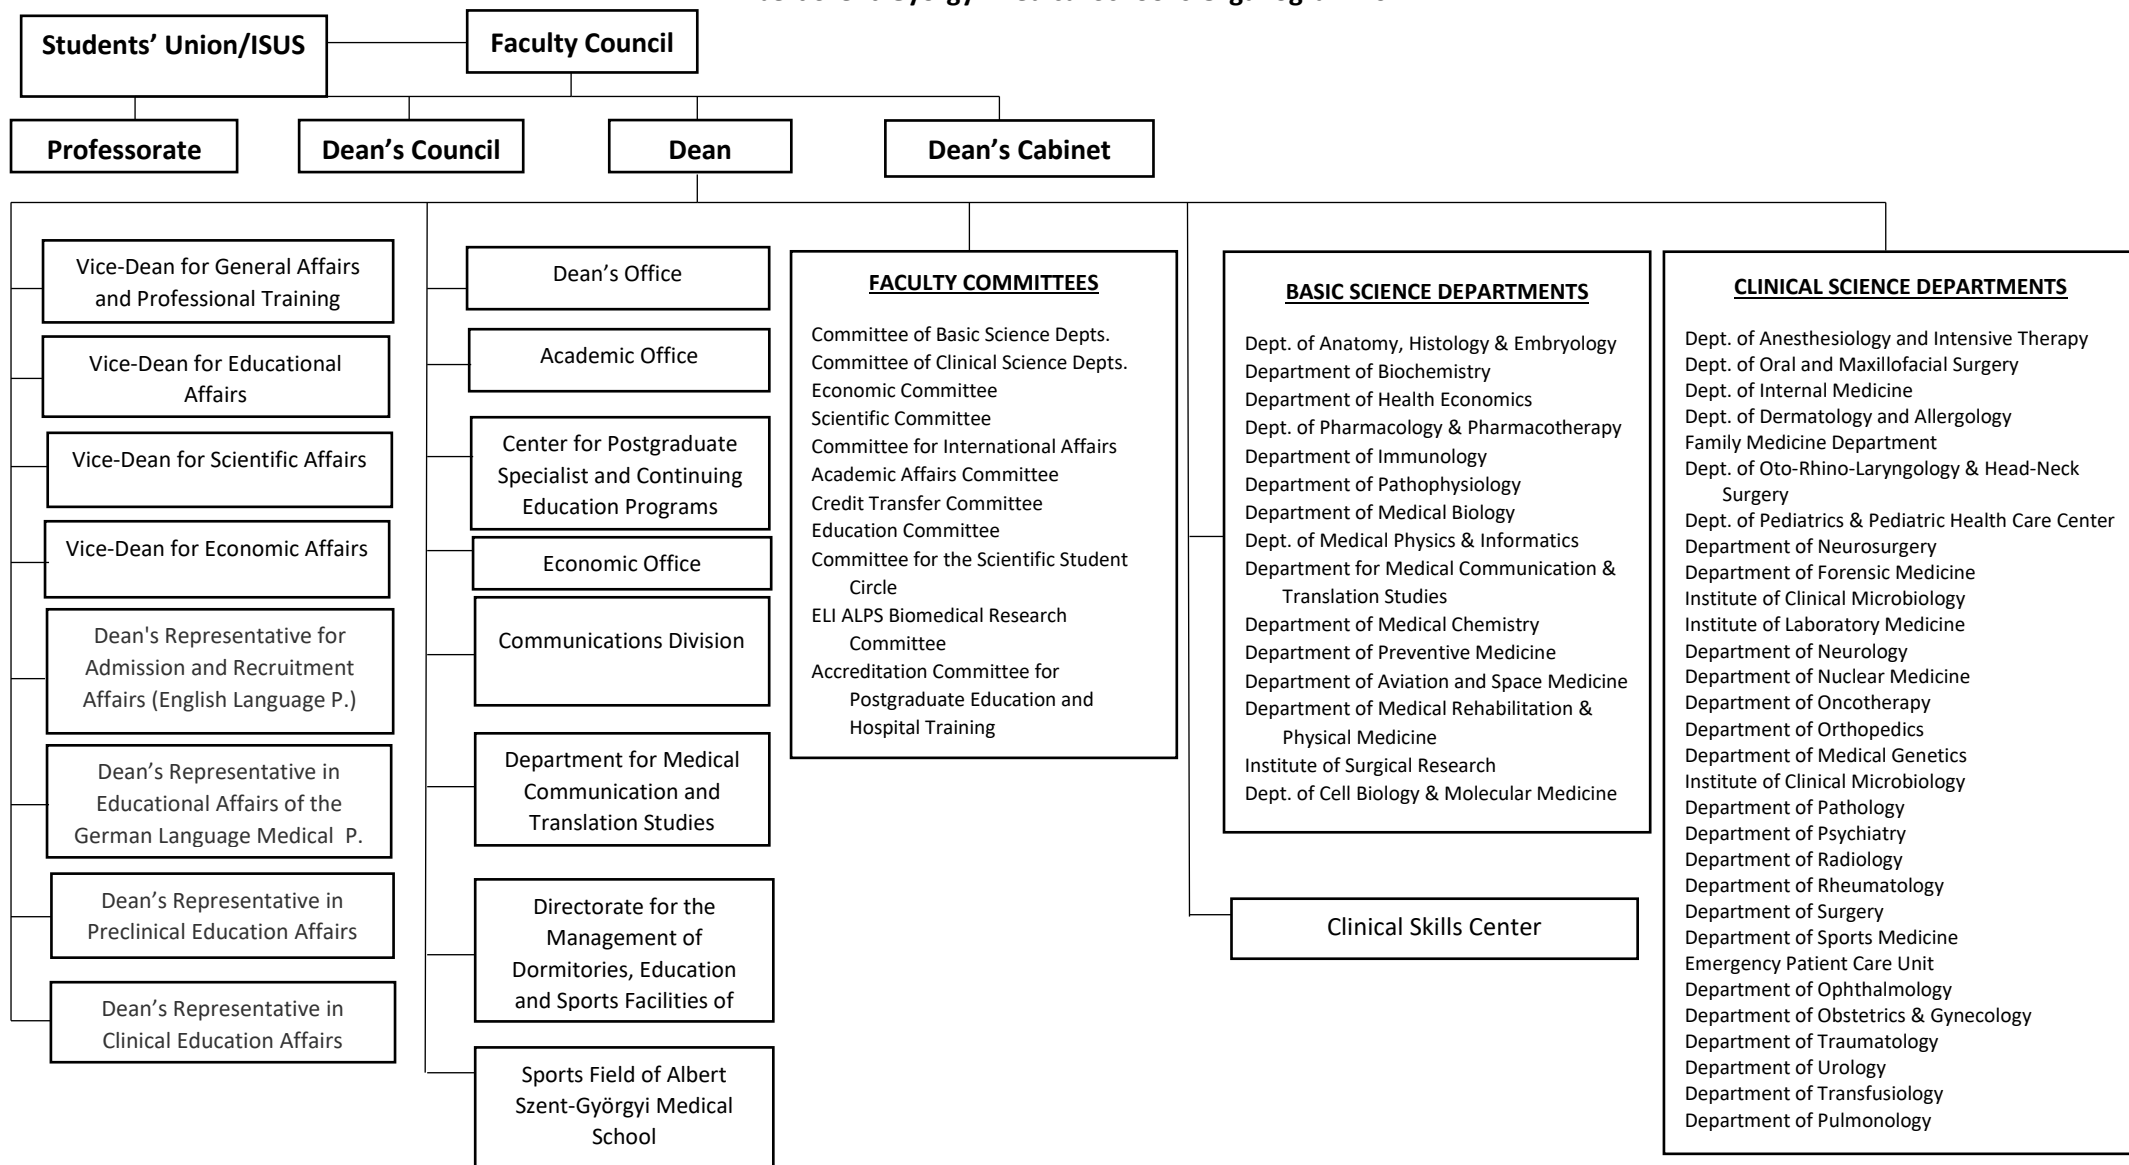 Students’ Union/ISUS
Faculty Council
Professorate
Dean’s Council
Dean
Dean’s Cabinet
Vice-Dean for General Affairs
and Professional Training
Vice-Dean for Educational
Affairs
Vice-Dean for Scientific Affairs
Vice-Dean for Economic Affairs
Dean's Representative for
Admission and Recruitment
Affairs (English Language P.)
Dean’s Representative in
Educational Affairs of the
German Language Medical P.
Dean’s Representative in
Preclinical Education Affairs
Dean’s Representative in
Clinical Education Affairs
Dean’s Office
Academic Office
Center for Postgraduate
Specialist and Continuing
Education Programs
Economic Office
Communications Division
Department for Medical
Communication and
Translation Studies
Directorate for the
Management of
Dormitories, Education
and Sports Facilities of
Sports Field of Albert
Szent-Györgyi Medical
School
FACULTY COMMITTEES
Committee of Basic Science Depts.
Committee of Clinical Science Depts.
Economic Committee
Scientific Committee
Committee for International Affairs
Academic Affairs Committee
Credit Transfer Committee
Education Committee
Committee for the Scientific Student
Circle
ELI ALPS Biomedical Research
Committee
Accreditation Committee for
Postgraduate Education and
Hospital Training
BASIC SCIENCE DEPARTMENTS
Dept. of Anatomy, Histology & Embryology
Department of Biochemistry
Department of Health Economics
Dept. of Pharmacology & Pharmacotherapy
Department of Immunology
Department of Pathophysiology
Department of Medical Biology
Dept. of Medical Physics & Informatics
Department for Medical Communication &
Translation Studies
Department of Medical Chemistry
Department of Preventive Medicine
Department of Aviation and Space Medicine
Department of Medical Rehabilitation &
Physical Medicine
Institute of Surgical Research
Dept. of Cell Biology & Molecular Medicine
Clinical Skills Center
CLINICAL SCIENCE DEPARTMENTS
Dept. of Anesthesiology and Intensive Therapy
Dept. of Oral and Maxillofacial Surgery
Dept. of Internal Medicine
Dept. of Dermatology and Allergology
Family Medicine Department
Dept. of Oto-Rhino-Laryngology & Head-Neck
Surgery
Dept. of Pediatrics & Pediatric Health Care Center
Department of Neurosurgery
Department of Forensic Medicine
Institute of Clinical Microbiology
Institute of Laboratory Medicine
Department of Neurology
Department of Nuclear Medicine
Department of Oncotherapy
Department of Orthopedics
Department of Medical Genetics
Institute of Clinical Microbiology
Department of Pathology
Department of Psychiatry
Department of Radiology
Department of Rheumatology
Department of Surgery
Department of Sports Medicine
Emergency Patient Care Unit
Department of Ophthalmology
Department of Obstetrics & Gynecology
Department of Traumatology
Department of Urology
Department of Transfusiology
Department of Pulmonology